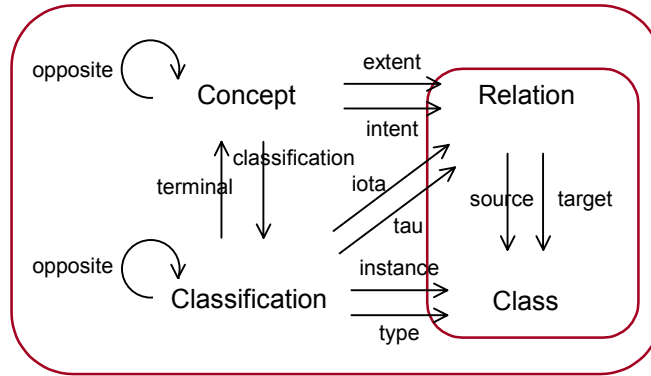 extent
opposite
Concept
Relation
intent
classification
terminal
iota
source
target
tau
opposite
instance
Classification
Class
type